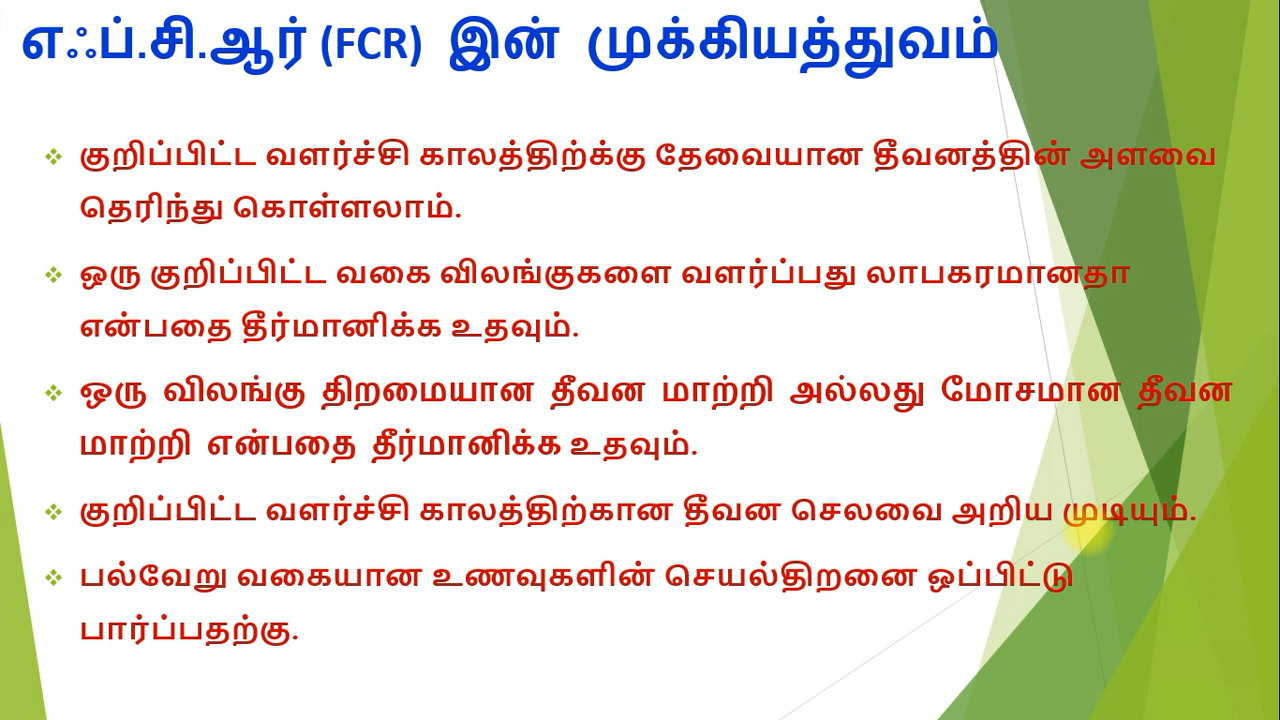 எஃப்.சி.ஆர் (FCR) இன் முக்கியத்துவம்
குறிப்பிட்ட வளர்ச்சி காலத்திற்க்கு தேவையான தீவனத்தின் அளவை
தெரிந்து கொள்ளலாம்.
ஒரு குறிப்பிட்ட வகை விலங்குகளை வளர்ப்பது லாபகரமானதா
என்பதை தீர்மானிக்க உதவும்.
ஒரு விலங்கு திறமையான தீவன மாற்றி அல்லது மோசமான தீவன
மாற்றி என்பதை தீர்மானிக்க உதவும்.
குறிப்பிட்ட வளர்ச்சி காலத்திற்கான தீவன செலவை அறிய முடியும்.
பல்வேறு வகையான உணவுகளின் செயல்திறனை ஒப்பிட்டு
பார்ப்பதற்கு.